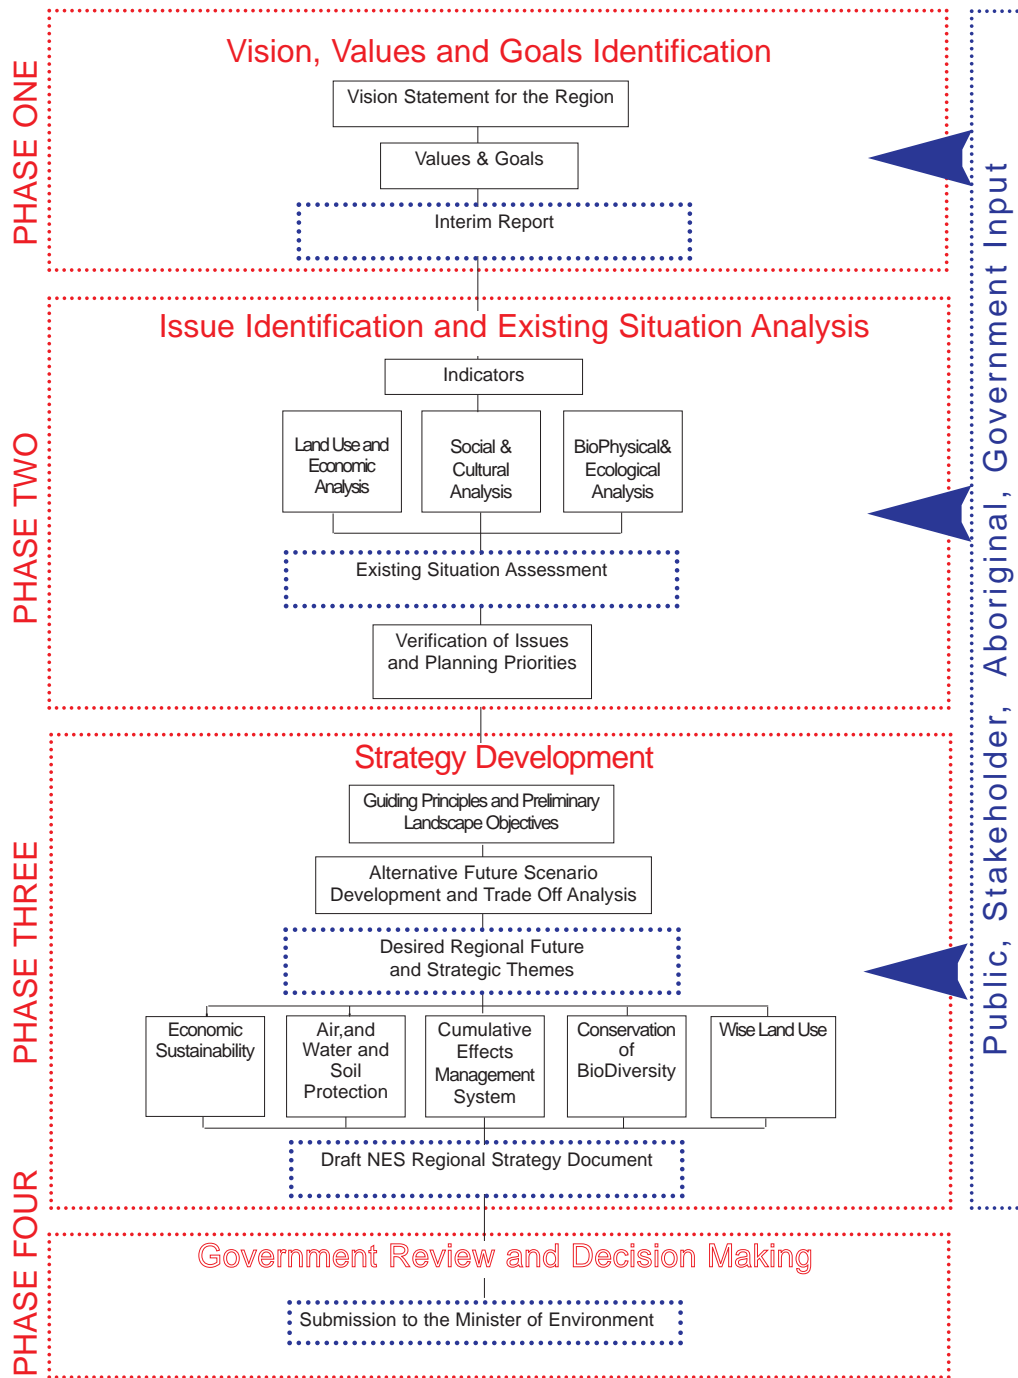 PHASE ONE
Vision, Values and Goals Identification
Vision Statement for the Region
Values & Goals
Interim Report
PHASE TWO
Issue Identification and Existing Situation Analysis
Indicators
Land Use and
Economic
Analysis
Social &
Cultural
Analysis
BioPhysical&
Ecological
Analysis
Existing Situation Assessment
Verification of Issues
and Planning Priorities
PHASE THREE
Strategy Development
Guiding Principles and Preliminary
Landscape Objectives
Alternative Future Scenario
Development and Trade Off Analysis
Desired Regional Future
and Strategic Themes
Economic
Sustainability
Air,and
Water and
Soil
Protection
Cumulative
Effects
Management
System
Conservation
of
BioDiversity
Wise Land Use
Draft NES Regional Strategy Document
PHASE FOUR
Government Review and Decision Making
Submission to the Minister of Environment
Public, Stakeholder, Aboriginal, Government Input